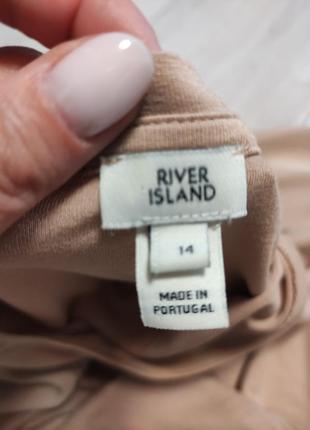 RIVER
ISLAND
14
MADE IN
PORTUGAL